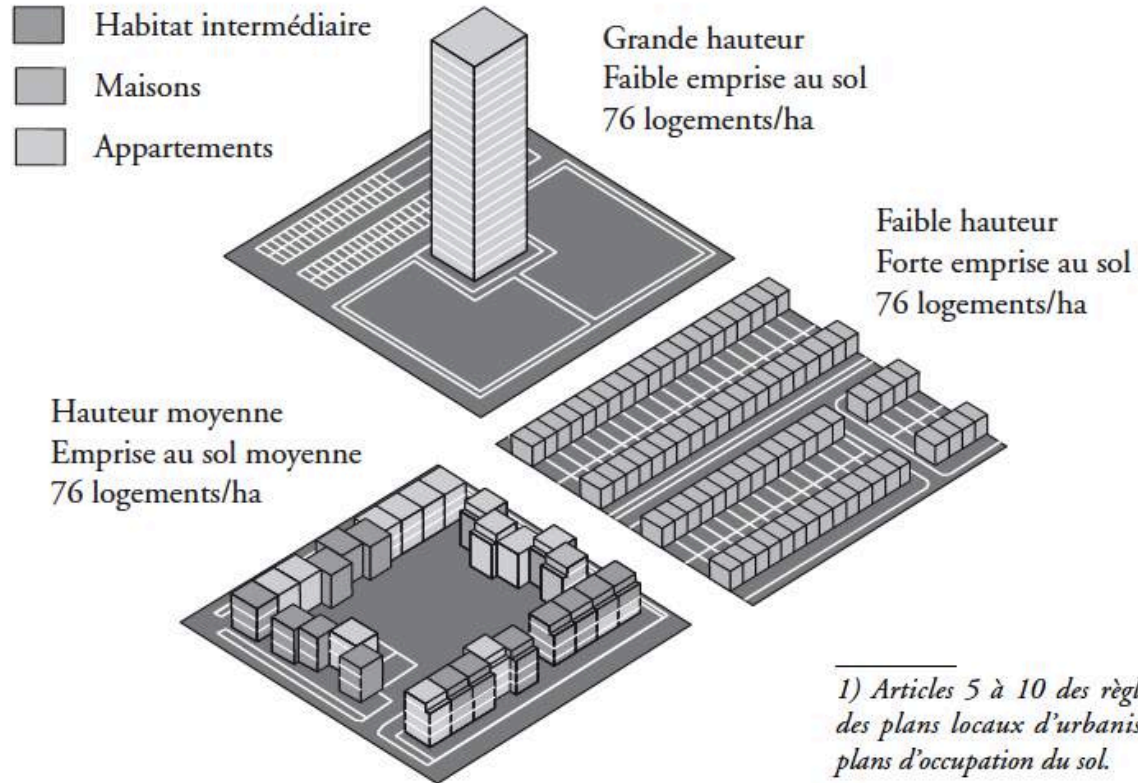 Habitat intermédiaire
Maisons
Appartements
Grande hauteur
Faible emprise au sol
76 logements/ha
Faible hauteur
Forte emprise au sol
76 logements/ha
Hauteur moyenne
Emprise au sol moyenne
76 logements/ha
1) Articles 5 à 10 des règl
des plans locaux d'urbanis
plans d'occupation du sol.